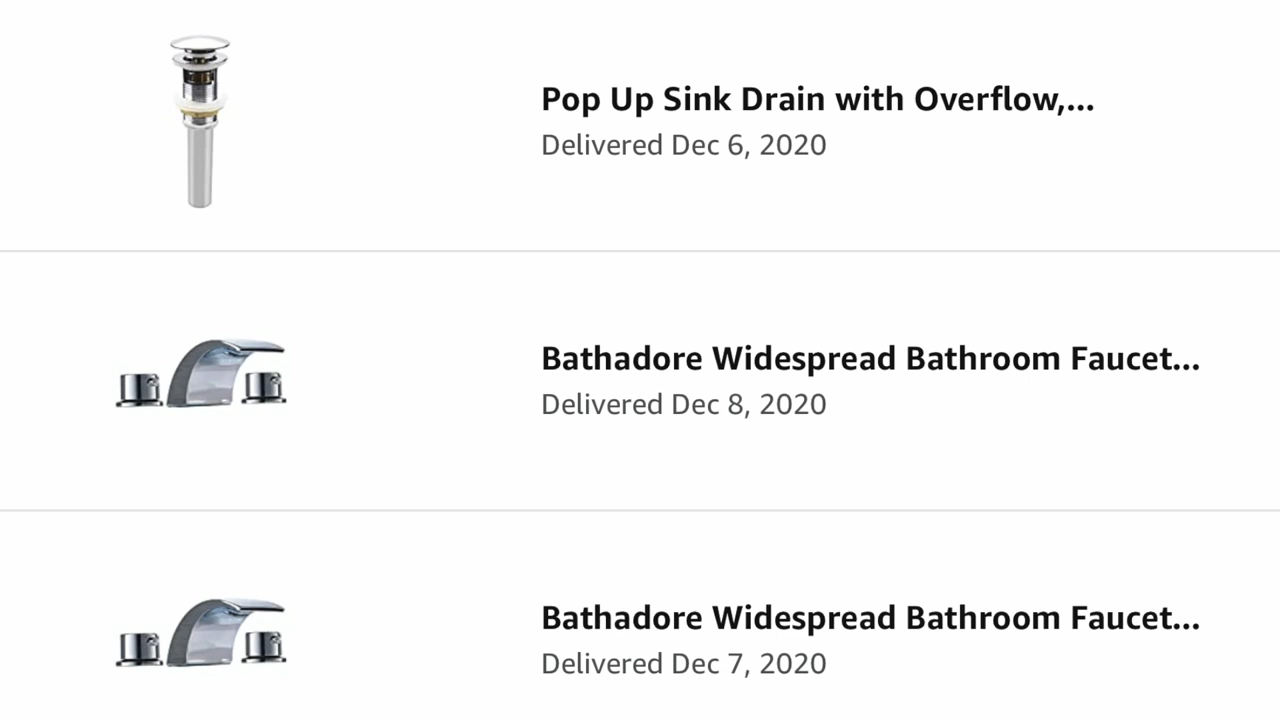 Pop Up Sink Drain with Overflow,...
Delivered Dec 6, 2020
Bathadore Widespread Bathroom Faucet...
Delivered Dec 8, 2020
Bathadore Widespread Bathroom Faucet...
Delivered Dec 7, 2020